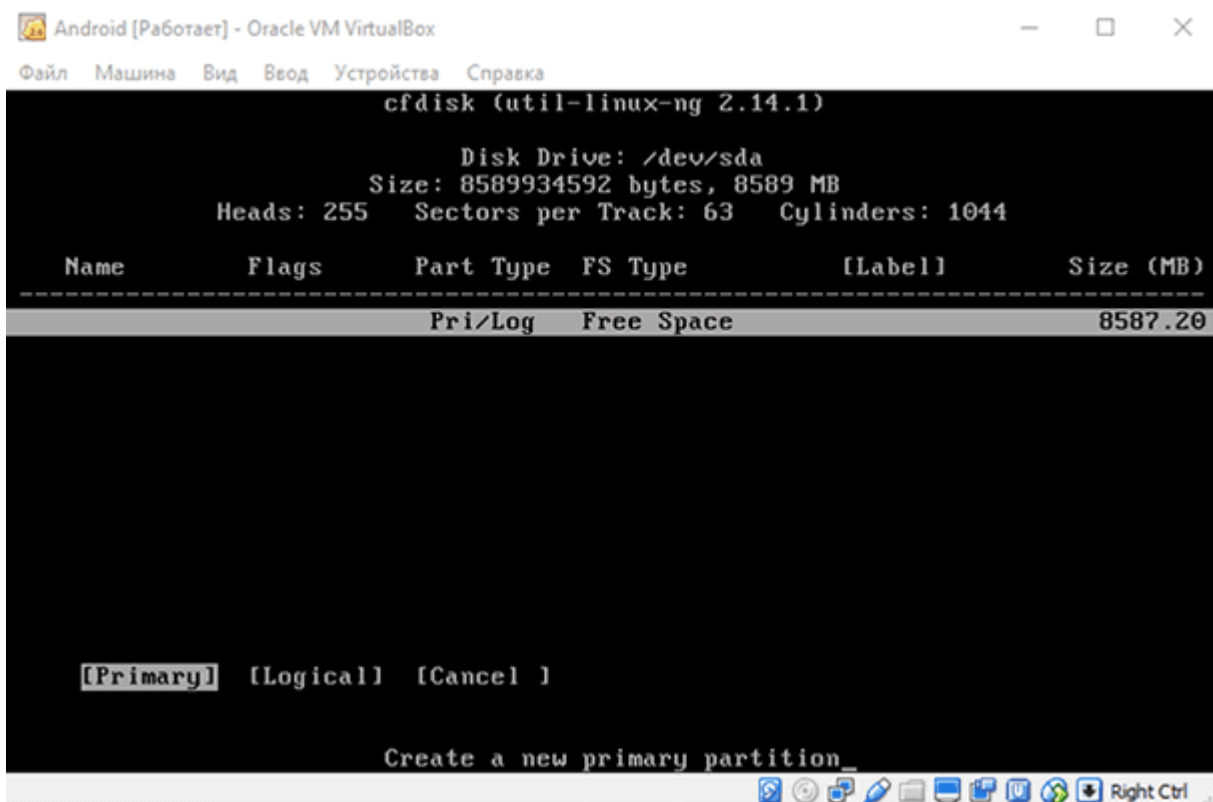 Android [Работает] - Oracle VM VirtualBox
Файл Машина Вид Ввод Устройства Справка
cfdisk (util-linux-ng 2.14.1)
Disk Drive: /dev/sda
Size: 8589934592 bytes, 8589 MB
Heads: 255 Sectors per Track: 63 Cylinders: 1044
Name Flags Part Type FS Type [Label] Size (MB)
Pri/Log Free Space 8587.20
[Primary] [Logical] [Cancel ]
Create a new primary partition_
Right Ctrl